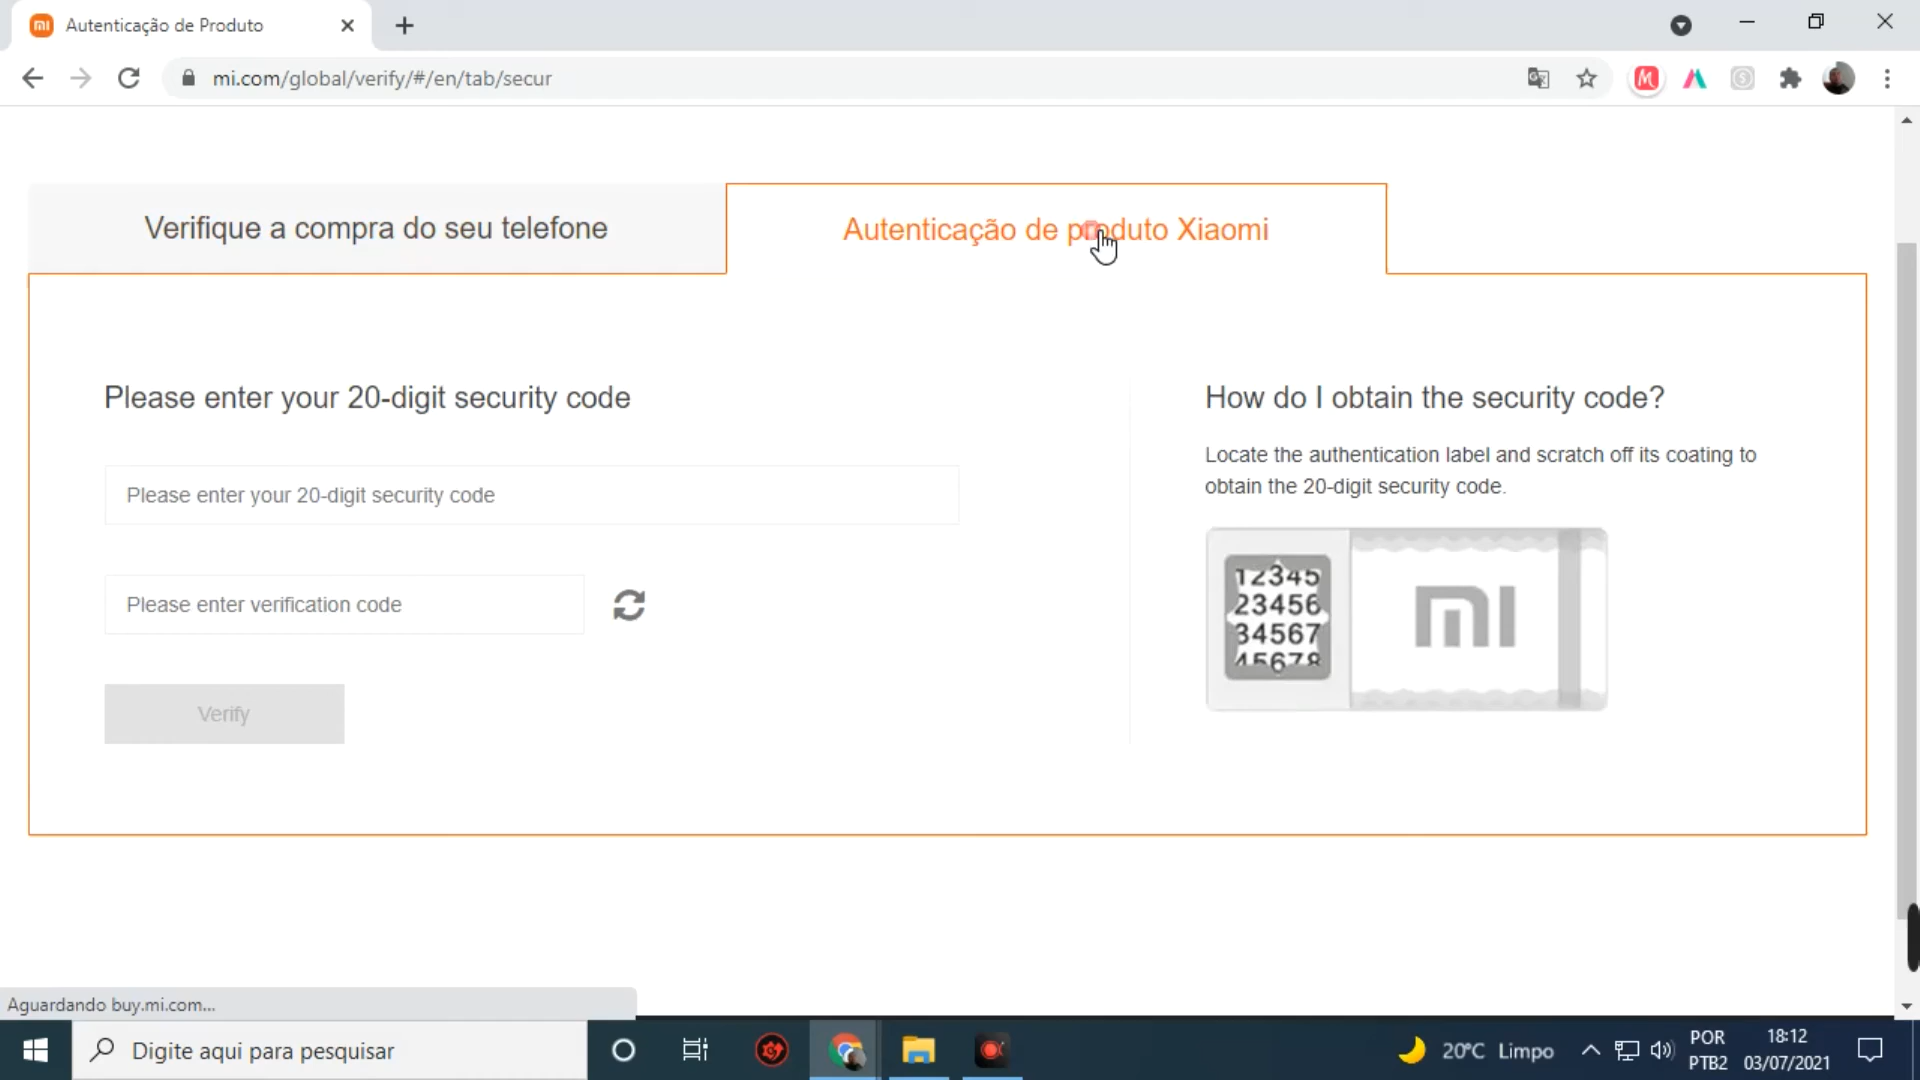 Autenticação de Produto
mi.com/global/verify/#/en/tab/secur
Verifique a compra do seu telefone
Autenticação de produto Xiaomi
Please enter your 20-digit security code
How do I obtain the security code?
Locate the authentication label and scratch off its coating to
obtain the 20-digit security code.
Please enter your 20-digit security code
Please enter verification code
12345
23456
34567
45678
MI
Verify
Aguardando buy.mi.com...
Digite aqui para pesquisar
20°C Limpo
POR
PTB2
18:12
03/07/2021